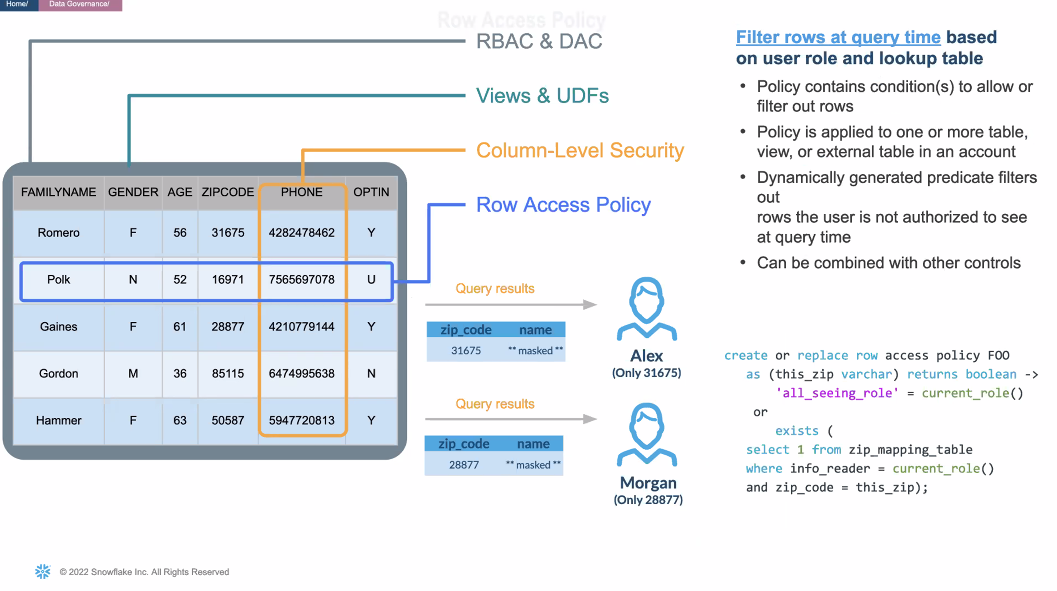 Home/ Data Governance/
Row Access Policy
RBAC & DAC
Views & UDFs
Column-Level Security
Row Access Policy
FAMILYNAME GENDER AGE ZIPCODE PHONE OPTIN
Romero F 56 31675 4282478462 Y
Polk N 52 16971 7565697078 U
Gaines F 61 28877 4210779144 Y
Gordon M 36 85115 6474995638 N
Hammer F 63 50587 5947720813 Y
Query results
zip_code name
31675 ** masked **
Alex
(Only 31675)
Query results
zip_code name
28877 ** masked **
Morgan
(Only 28877)
Filter rows at query time based
on user role and lookup table
• Policy contains condition(s) to allow or
filter out rows
• Policy is applied to one or more table,
view, or external table in an account
• Dynamically generated predicate filters
out
rows the user is not authorized to see
at query time
• Can be combined with other controls
create or replace row access policy FOO
as (this_zip varchar) returns boolean ->
'all_seeing_role' = current_role()
or
exists (
select 1 from zip_mapping_table
where info_reader = current_role()
and zip_code = this_zip);
© 2022 Snowflake Inc. All Rights Reserved